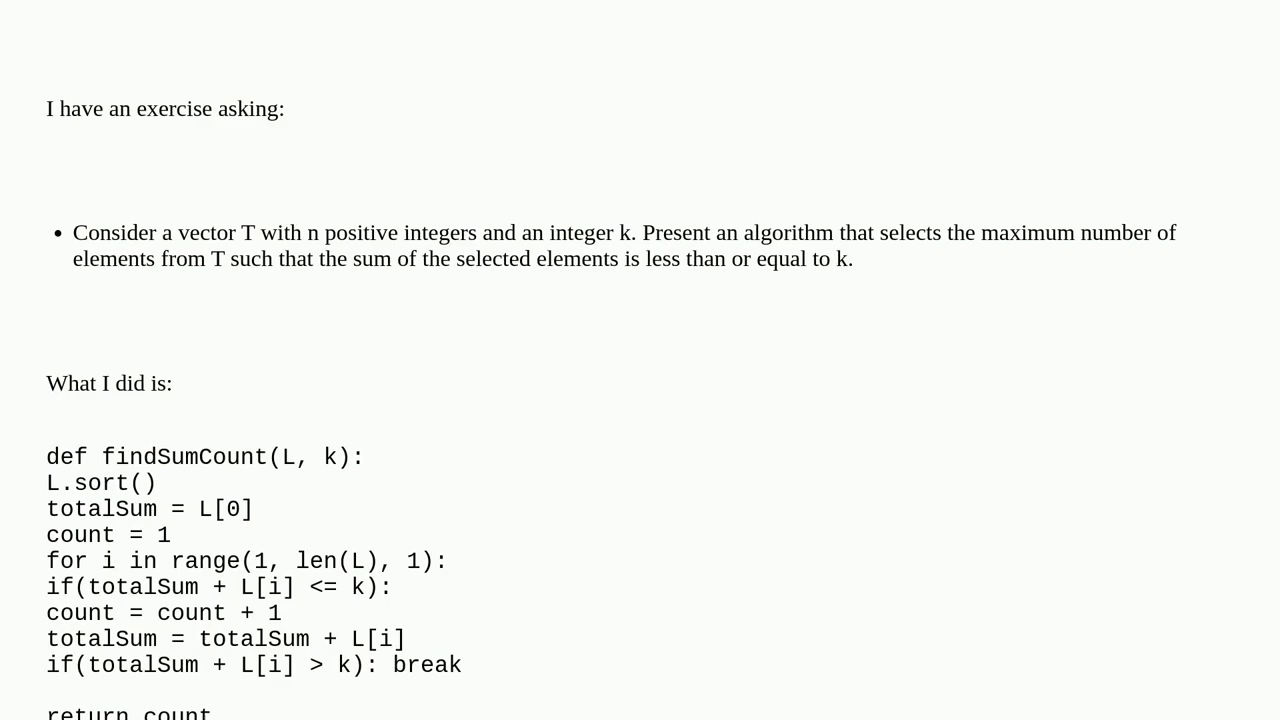 I have an exercise asking:
• Consider a vector T with n positive integers and an integer k. Present an algorithm that selects the maximum number of
elements from T such that the sum of the selected elements is less than or equal to k.
What I did is:
def findSumCount(L, k):
L.sort()
totalSum = L[0]
count = 1
for i in range(1, len(L), 1):
if(totalSum + L[i] <= k):
count = count + 1
totalSum = totalSum + L[i]
if(totalSum + L[i] > k): break
return count